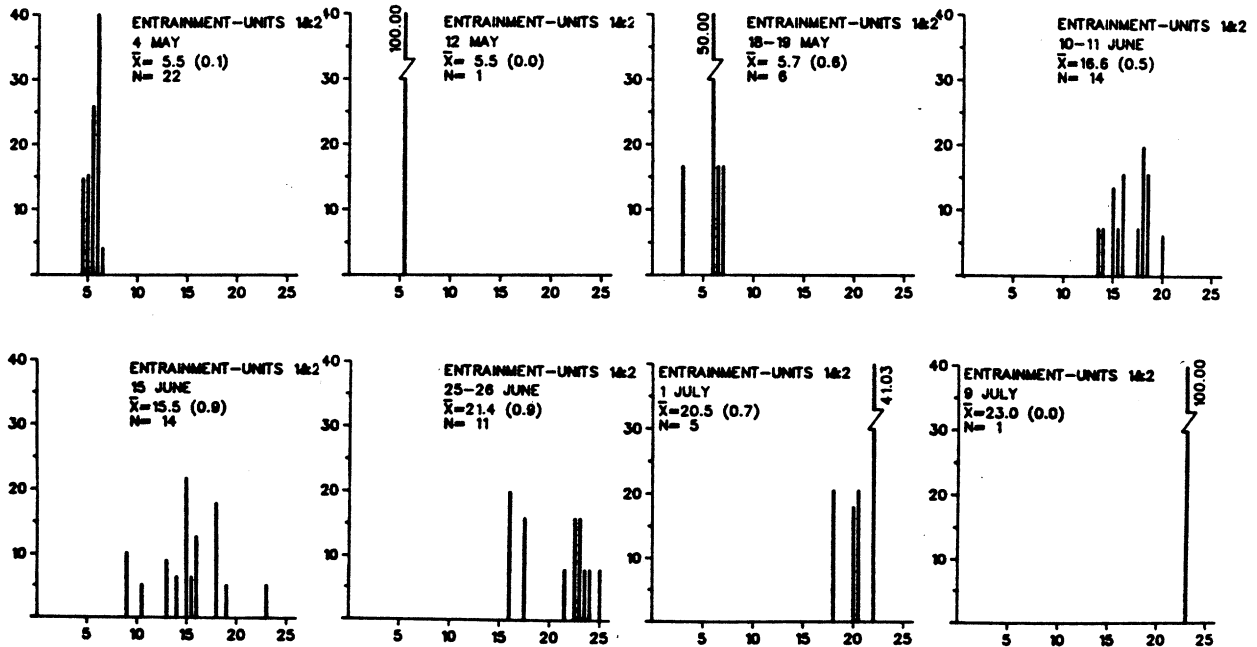 ENTRAINMENT-UNITS 1&2
4 MAY
X̄= 5.5 (0.1)
N= 22
40
30
20
10
5 10 15 20 25
ENTRAINMENT-UNITS 1&2
12 MAY
X̄= 5.5 (0.0)
N= 1
100.00
40
30
20
10
5 10 15 20 25
ENTRAINMENT-UNITS 1&2
18-19 MAY
X̄= 5.7 (0.6)
N= 6
50.00
40
30
20
10
5 10 15 20 25
ENTRAINMENT-UNITS 1&2
10-11 JUNE
X̄=16.6 (0.5)
N= 14
40
30
20
10
5 10 15 20 25
ENTRAINMENT-UNITS 1&2
15 JUNE
X̄=15.5 (0.9)
N= 14
40
30
20
10
5 10 15 20 25
ENTRAINMENT-UNITS 1&2
25-26 JUNE
X̄=21.4 (0.9)
N= 11
40
30
20
10
5 10 15 20 25
ENTRAINMENT-UNITS 1&2
1 JULY
X̄=20.5 (0.7)
N= 5
41.03
40
30
20
10
5 10 15 20 25
ENTRAINMENT-UNITS 1&2
9 JULY
X̄=23.0 (0.0)
N= 1
100.00
40
30
20
10
5 10 15 20 25